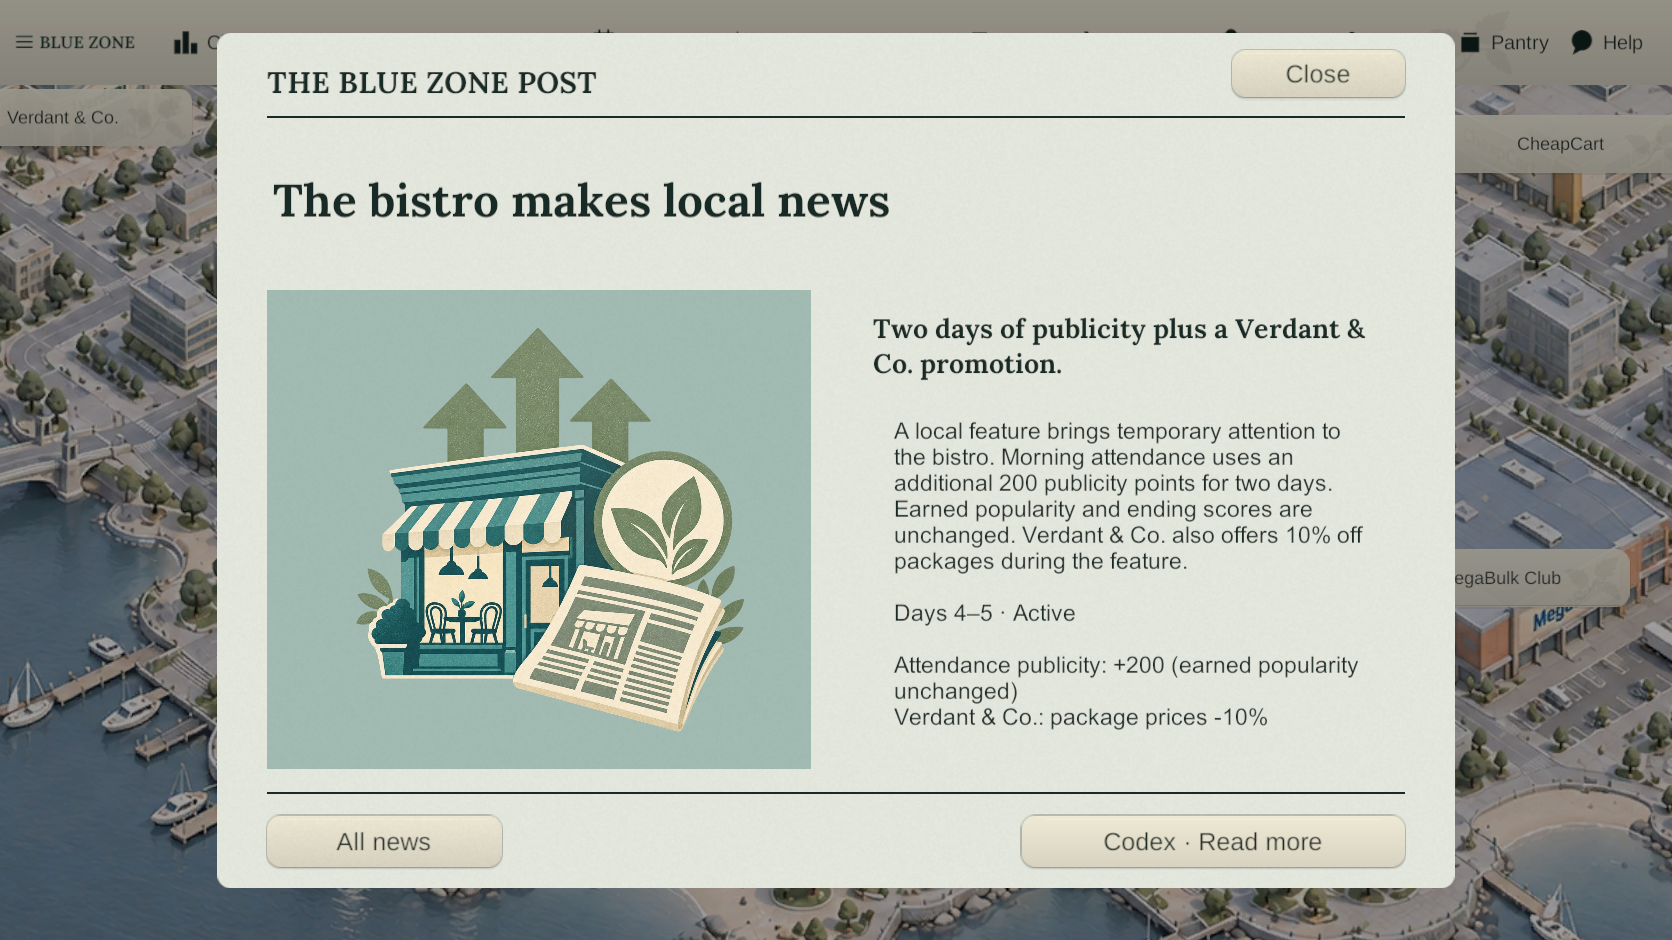 BLUE ZONE
Pantry
Help
Verdant & Co.
CheapCart
THE BLUE ZONE POST
Close
The bistro makes local news
Two days of publicity plus a Verdant &
Co. promotion.
A local feature brings temporary attention to
the bistro. Morning attendance uses an
additional 200 publicity points for two days.
Earned popularity and ending scores are
unchanged. Verdant & Co. also offers 10% off
packages during the feature.
Days 4–5 · Active
Attendance publicity: +200 (earned popularity
unchanged)
Verdant & Co.: package prices -10%
egaBulk Club
Mega
All news
Codex · Read more